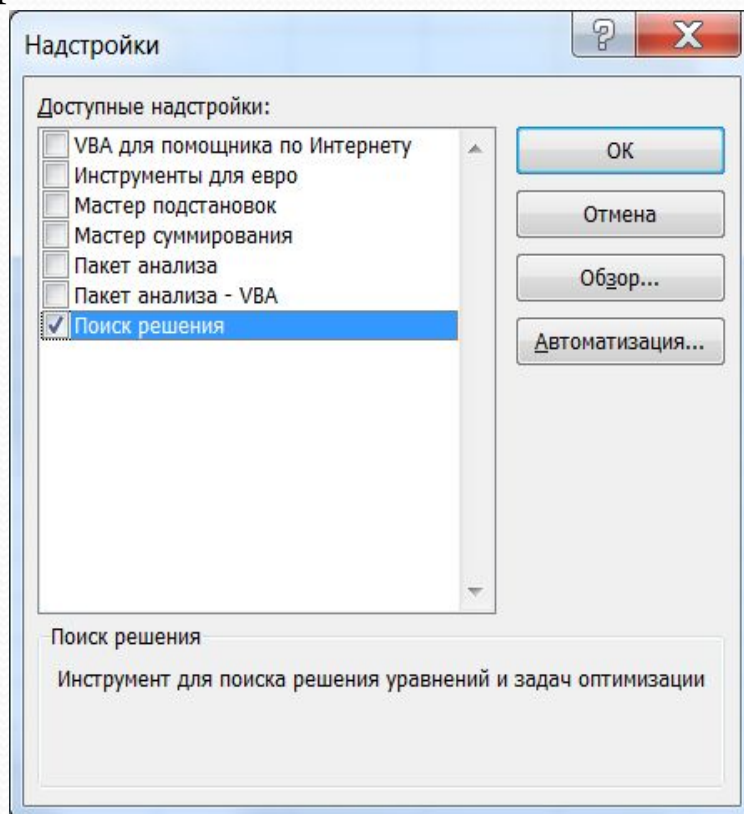 Надстройки
Доступные надстройки:
VBA для помощника по Интернету
Инструменты для евро
Мастер подстановок
Мастер суммирования
Пакет анализа
Пакет анализа - VBA
Поиск решения
ОК
Отмена
Обзор...
Автоматизация...
Поиск решения
Инструмент для поиска решения уравнений и задач оптимизации